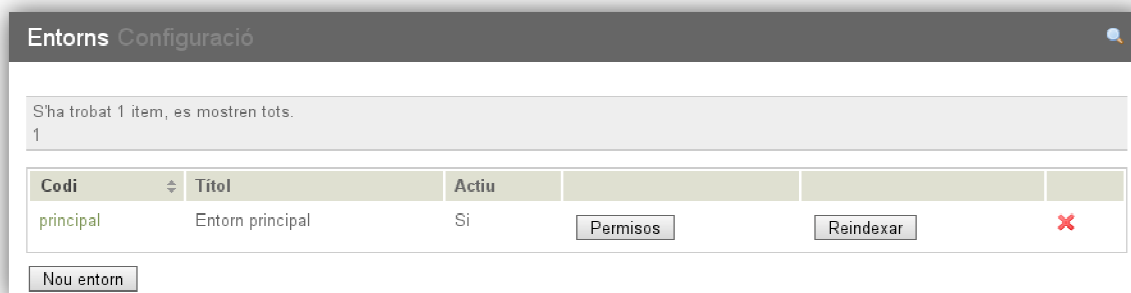 Entorns Configuració
S'ha trobat 1 item, es mostren tots.
1
Codi Títol Actiu
principal Entorn principal Si Permisos Reindexar
Nou entorn